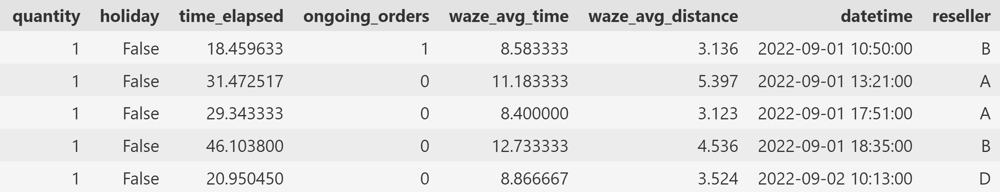 quantity holiday time_elapsed ongoing_orders waze_avg_time waze_avg_distance datetime reseller
1 False 18.459633 1 8.583333 3.136 2022-09-01 10:50:00 B
1 False 31.472517 0 11.183333 5.397 2022-09-01 13:21:00 A
1 False 29.343333 0 8.400000 3.123 2022-09-01 17:51:00 A
1 False 46.103800 0 12.733333 4.536 2022-09-01 18:35:00 B
1 False 20.950450 0 8.866667 3.524 2022-09-02 10:13:00 D